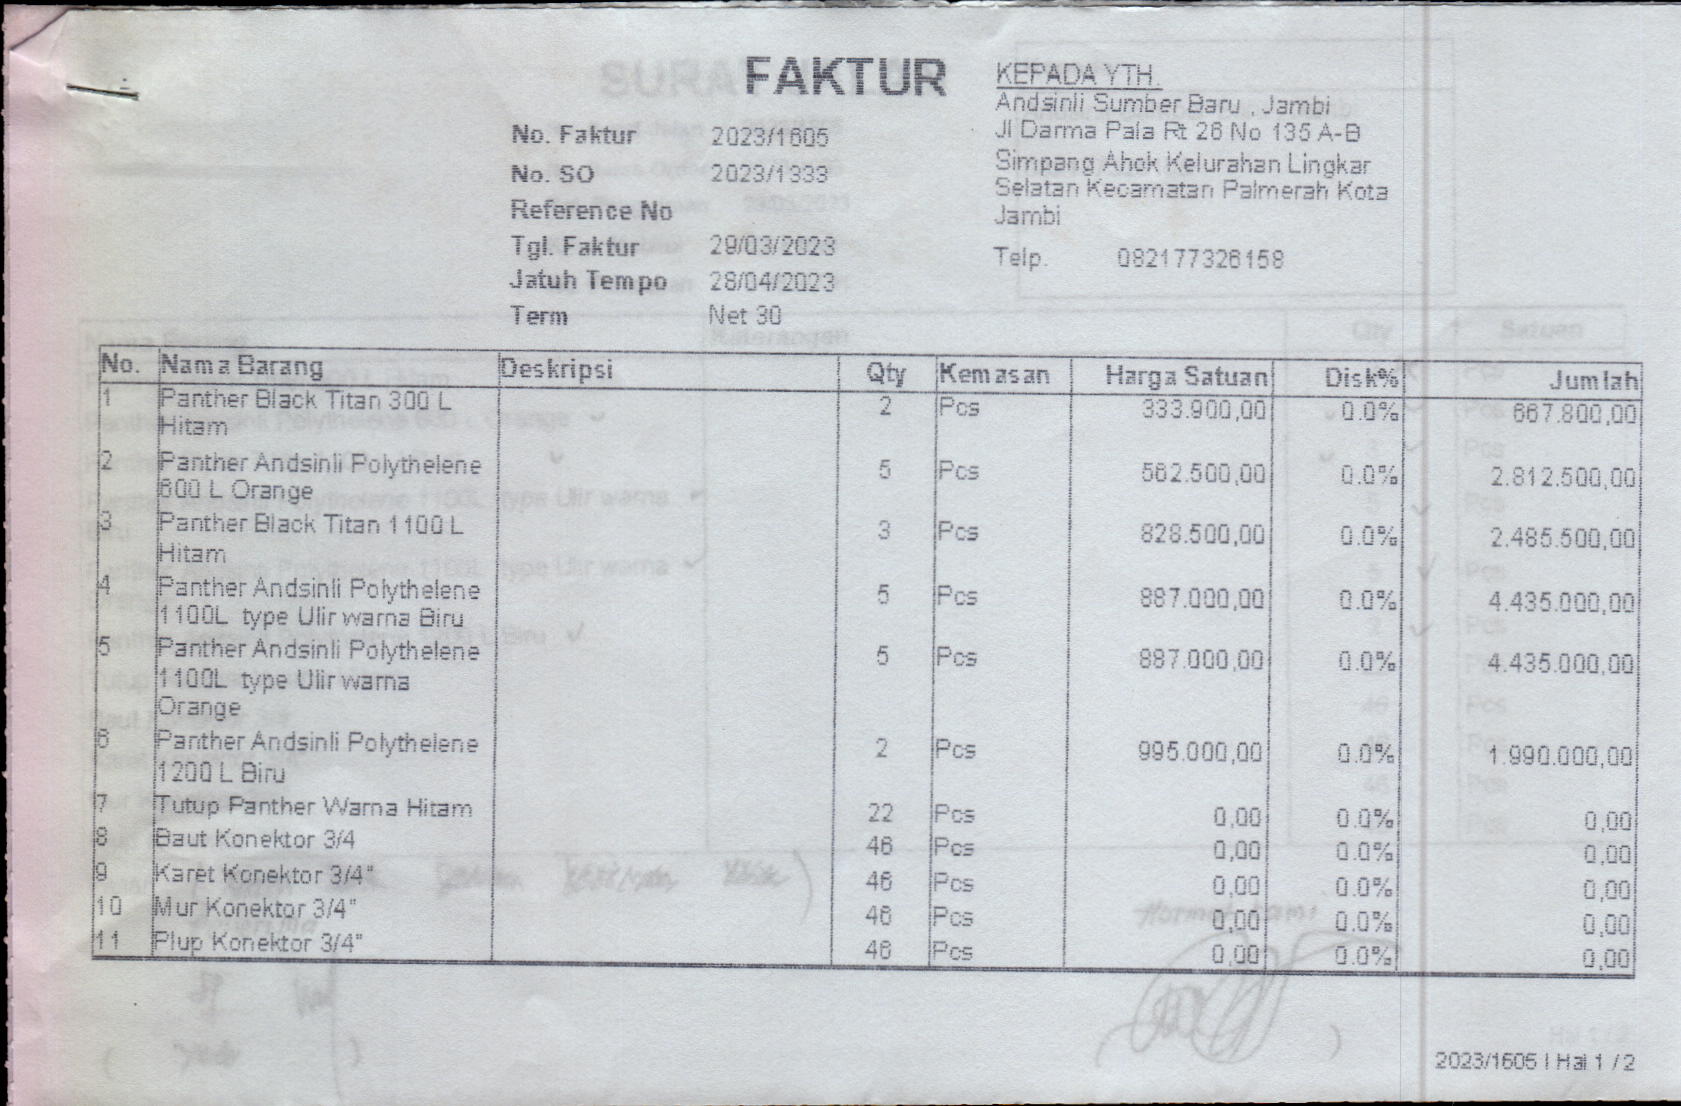 FAKTUR
No. Faktur 2023/1605
No. SO 2023/1333
Reference No
Tgl. Faktur 29/03/2023
Jatuh Tempo 28/04/2023
Term Net 30
KEPADA YTH.
Andsinli Sumber Baru , Jambi
Jl Darma Pala Rt 26 No 135 A-B
Simpang Ahok Kelurahan Lingkar
Selatan Kecamatan Palmerah Kota
Jambi
Telp. 082177326158
No. Nama Barang Deskripsi Qty Kemasan Harga Satuan Disk% Jumlah
1 Panther Black Titan 300 L 2 Pcs 333.900,00 0.0% 667.800,00
Hitam
2 Panther Andsinli Polythelene 5 Pcs 562.500,00 0.0% 2.812.500,00
600 L Orange
3 Panther Black Titan 1100 L 3 Pcs 828.500,00 0.0% 2.485.500,00
Hitam
4 Panther Andsinli Polythelene 5 Pcs 887.000,00 0.0% 4.435.000,00
1100L type Ulir warna Biru
5 Panther Andsinli Polythelene 5 Pcs 887.000,00 0.0% 4.435.000,00
1100L type Ulir warna
Orange
6 Panther Andsinli Polythelene 2 Pcs 995.000,00 0.0% 1.990.000,00
1200 L Biru
7 Tutup Panther Warna Hitam 22 Pcs 0,00 0.0% 0,00
8 Baut Konektor 3/4 46 Pcs 0,00 0.0% 0,00
9 Karet Konektor 3/4" 46 Pcs 0,00 0.0% 0,00
10 Mur Konektor 3/4" 46 Pcs 0,00 0.0% 0,00
11 Plup Konektor 3/4" 46 Pcs 0,00 0.0% 0,00
2023/1605 | Hal 1 / 2